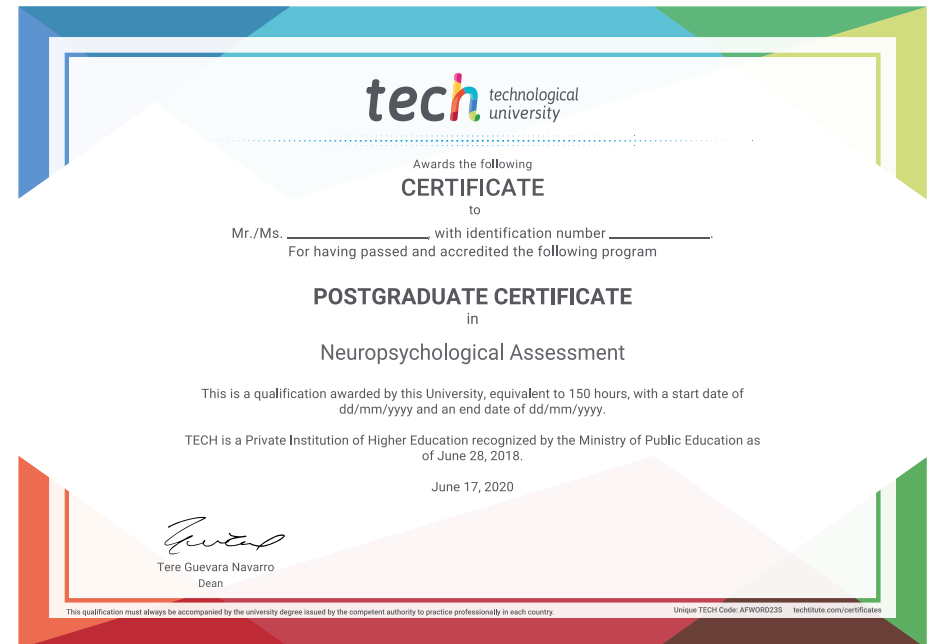 tech technological
university
Awards the following
CERTIFICATE
to
Mr./Ms. ____________________, with identification number ______________.
For having passed and accredited the following program
POSTGRADUATE CERTIFICATE
in
Neuropsychological Assessment
This is a qualification awarded by this University, equivalent to 150 hours, with a start date of
dd/mm/yyyy and an end date of dd/mm/yyyy.
TECH is a Private Institution of Higher Education recognized by the Ministry of Public Education as
of June 28, 2018.
June 17, 2020
Tere Guevara Navarro
Dean
This qualification must always be accompanied by the university degree issued by the competent authority to practice professionally in each country.
Unique TECH Code: AFWORD23S techtitute.com/certificates